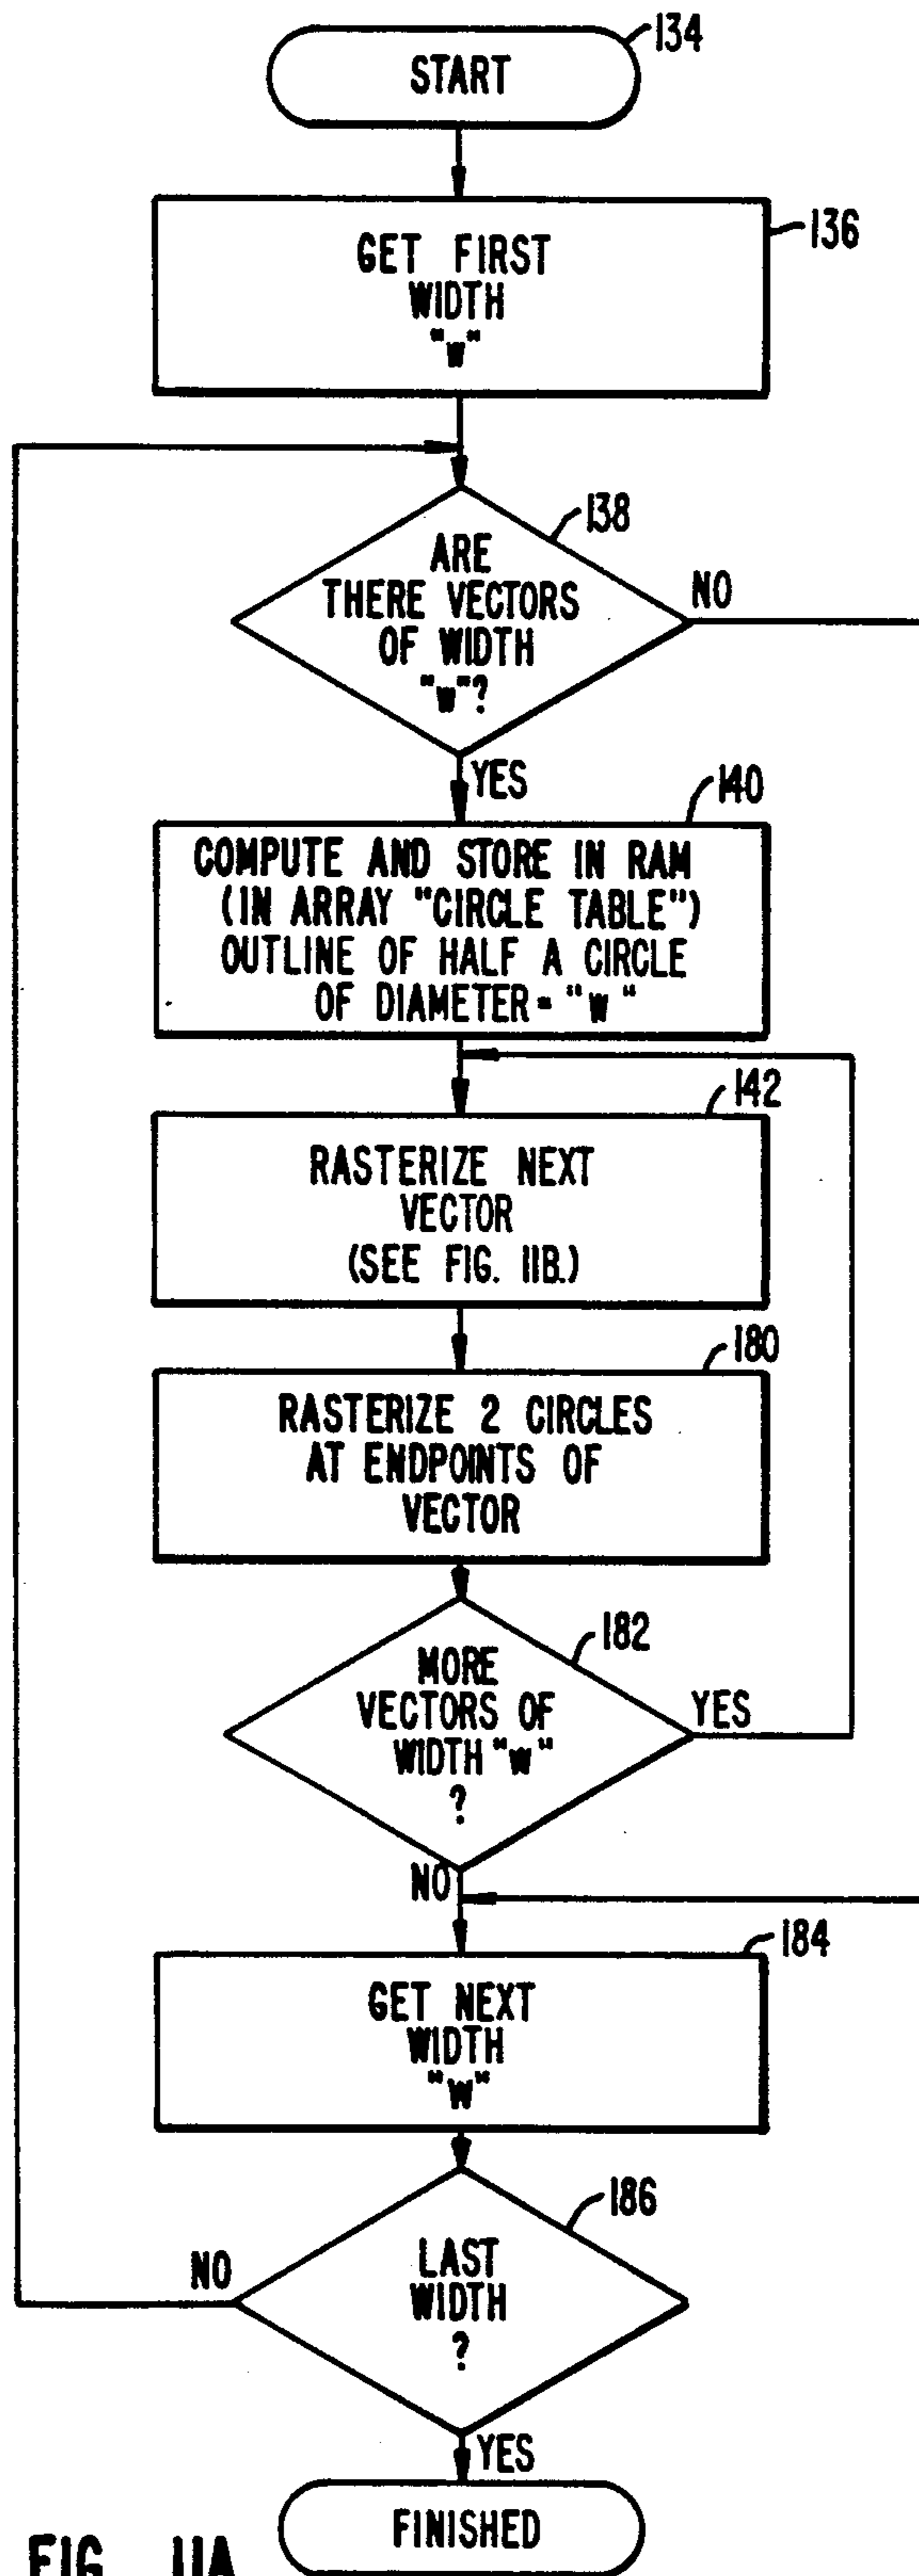 START
134
GET FIRST
WIDTH
"w"
136
ARE
THERE VECTORS
OF WIDTH
"w"?
138
NO
YES
140
COMPUTE AND STORE IN RAM
(IN ARRAY "CIRCLE TABLE")
OUTLINE OF HALF A CIRCLE
OF DIAMETER = "W"
142
RASTERIZE NEXT
VECTOR
(SEE FIG. 11B.)
180
RASTERIZE 2 CIRCLES
AT ENDPOINTS OF
VECTOR
182
MORE
VECTORS OF
WIDTH "W"
?
YES
NO
184
GET NEXT
WIDTH
"W"
186
LAST
WIDTH
?
NO
YES
FINISHED
FIG. 11A